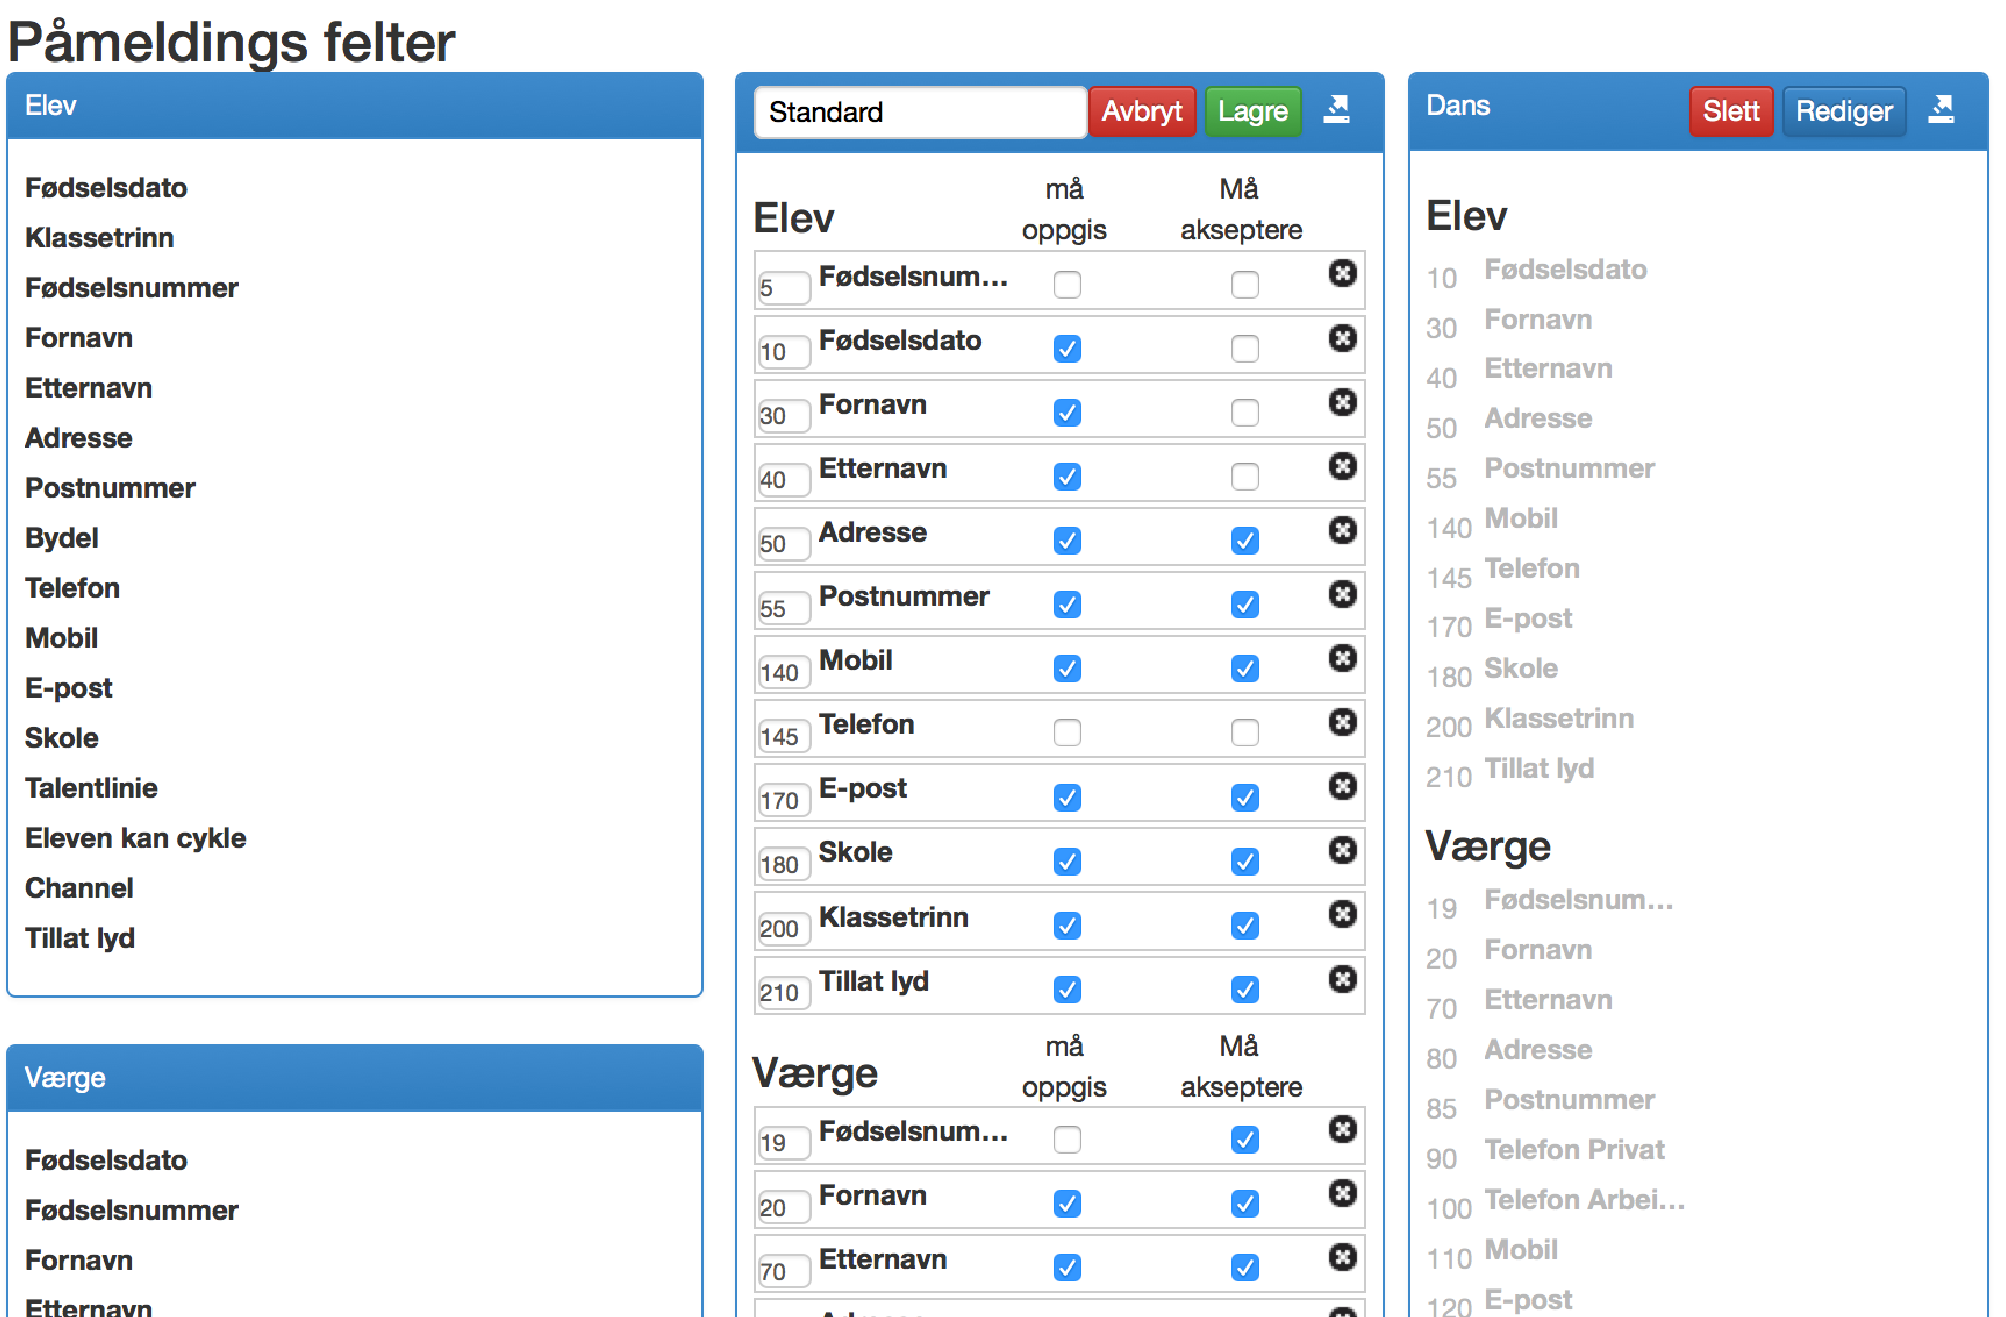 Påmeldings felter
Elev
Fødselsdato
Klassetrinn
Fødselsnummer
Fornavn
Etternavn
Adresse
Postnummer
Bydel
Telefon
Mobil
E-post
Skole
Talentlinie
Eleven kan cykle
Channel
Tillat lyd
Værge
Fødselsdato
Fødselsnummer
Fornavn
Etternavn
Standard Avbryt Lagre
Elev må oppgis Må akseptere
5 Fødselsnum...
10 Fødselsdato
30 Fornavn
40 Etternavn
50 Adresse
55 Postnummer
140 Mobil
145 Telefon
170 E-post
180 Skole
200 Klassetrinn
210 Tillat lyd
Værge må oppgis Må akseptere
19 Fødselsnum...
20 Fornavn
70 Etternavn
Dans Slett Rediger
Elev
10 Fødselsdato
30 Fornavn
40 Etternavn
50 Adresse
55 Postnummer
140 Mobil
145 Telefon
170 E-post
180 Skole
200 Klassetrinn
210 Tillat lyd
Værge
19 Fødselsnum...
20 Fornavn
70 Etternavn
80 Adresse
85 Postnummer
90 Telefon Privat
100 Telefon Arbei...
110 Mobil
120 E-post